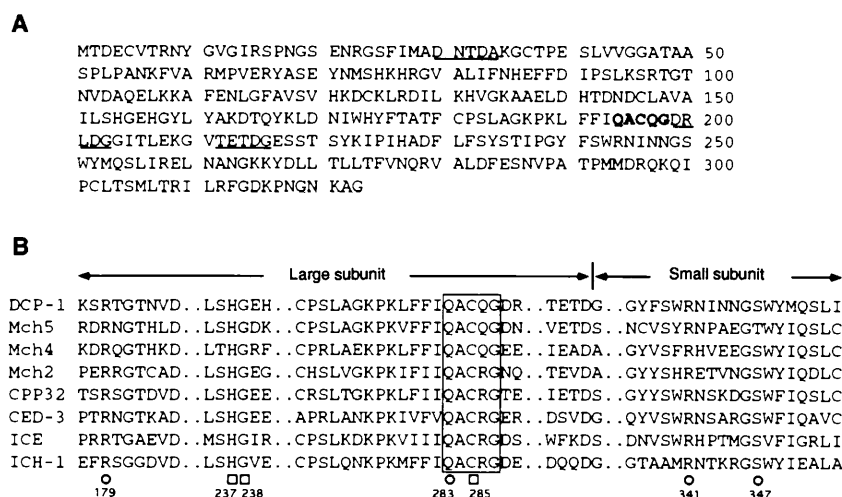 A
MTDECVTRNY GVGIRSPNGS ENRGSFIMAD NTDAKGCTPE SLVVGGATAA 50
SPLPANKFVA RMPVERYASE YNMSHKHRGV ALIFNHEFFD IPSLKSRTGT 100
NVDAQELKKA FENLGFAVSV HKDCKLRDIL KHVGKAAELD HTDNDCLAVA 150
ILSHGEHGYL YAKDTQYKLD NIWHYFTATF CPSLAGKPKL FFIQACQGDR 200
LDGGITLEKG VTETDGESST SYKIPIHADF LFSYSTIPGY FSWRNINNGS 250
WYMQSLIREL NANGKKYDLL TLLTFVNQRV ALDFESNVPA TPMMDRQKQI 300
PCLTSMLTRI LRFGDKPNGN KAG
B
Large subunit Small subunit
DCP-1 KSRTGTNVD..LSHGEH..CPSLAGKPKLFFIQACQGDR..TETDG..GYFSWRNINNGSWYMQSLI
Mch5 RDRNGTHLD..LSHGDK..CPSLAGKPKVFFIQACQGDN..VETDS..NCVSYRNPAEGTWYIQSLC
Mch4 KDRQGTHKD..LTHGRF..CPRLAEKPKLFFIQACQGEE..IEADA..GYVSFRHVEEGSWYIQSLC
Mch2 PERRGTCAD..LSHGEG..CHSLVGKPKIFIIQACRGNQ..TEVDA..GYYSHRETVNGSWYIQDLC
CPP32 TSRSGTDVD..LSHGEE..CRSLTGKPKLFIIQACRGTE..IETDS..GYYSWRNSKDGSWFIQSLC
CED-3 PTRNGTKAD..LSHGEE..APRLANKPKIVFVQACRGER..DSVDG..QYVSWRNSARGSWFIQAVC
ICE PRRTGAEVD..MSHGIR..CPSLKDKPKVIIIQACRGDS..WFKDS..DNVSWRHPTMGSVFIGRLI
ICH-1 EFRSGGDVD..LSHGVE..CPSLQNKPKMFFIQACRGDE..DQQDG..GTAAMRNTKRGSWYIEALA
179 237 238 283 285 341 347